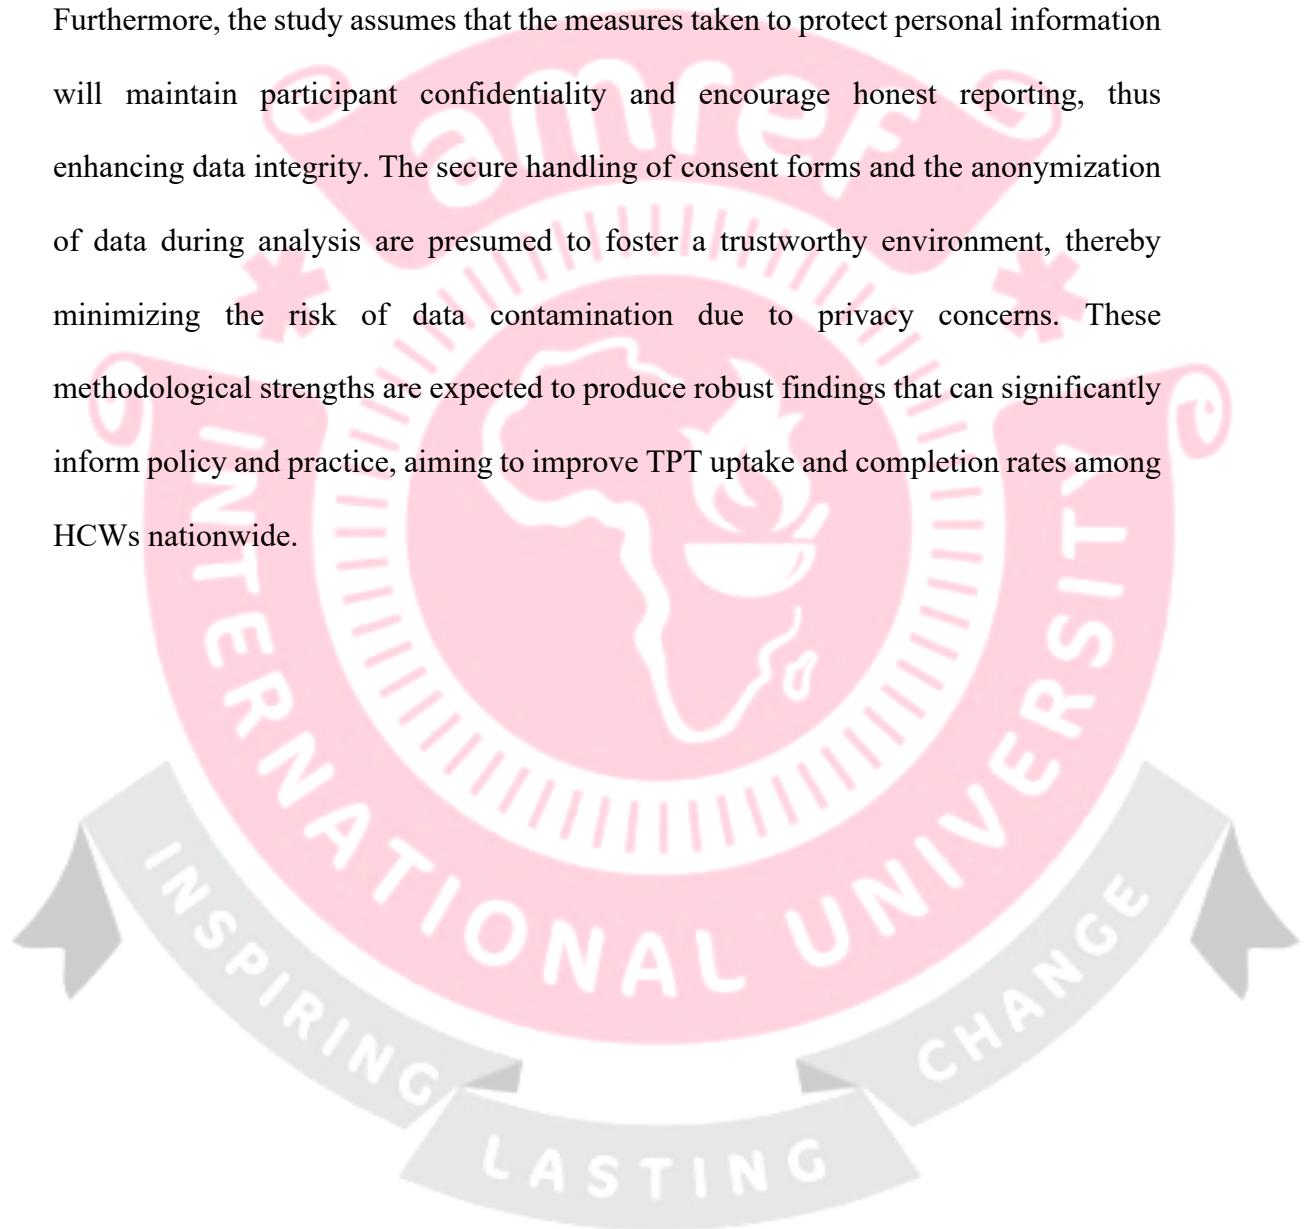 Furthermore, the study assumes that the measures taken to protect personal information
will maintain participant confidentiality and encourage honest reporting, thus
enhancing data integrity. The secure handling of consent forms and the anonymization
of data during analysis are presumed to foster a trustworthy environment, thereby
minimizing the risk of data contamination due to privacy concerns. These
methodological strengths are expected to produce robust findings that can significantly
inform policy and practice, aiming to improve TPT uptake and completion rates among
HCWs nationwide.
amref
INTERNATIONAL UNIVERSITY
INSPIRING
LASTING
CHANGE